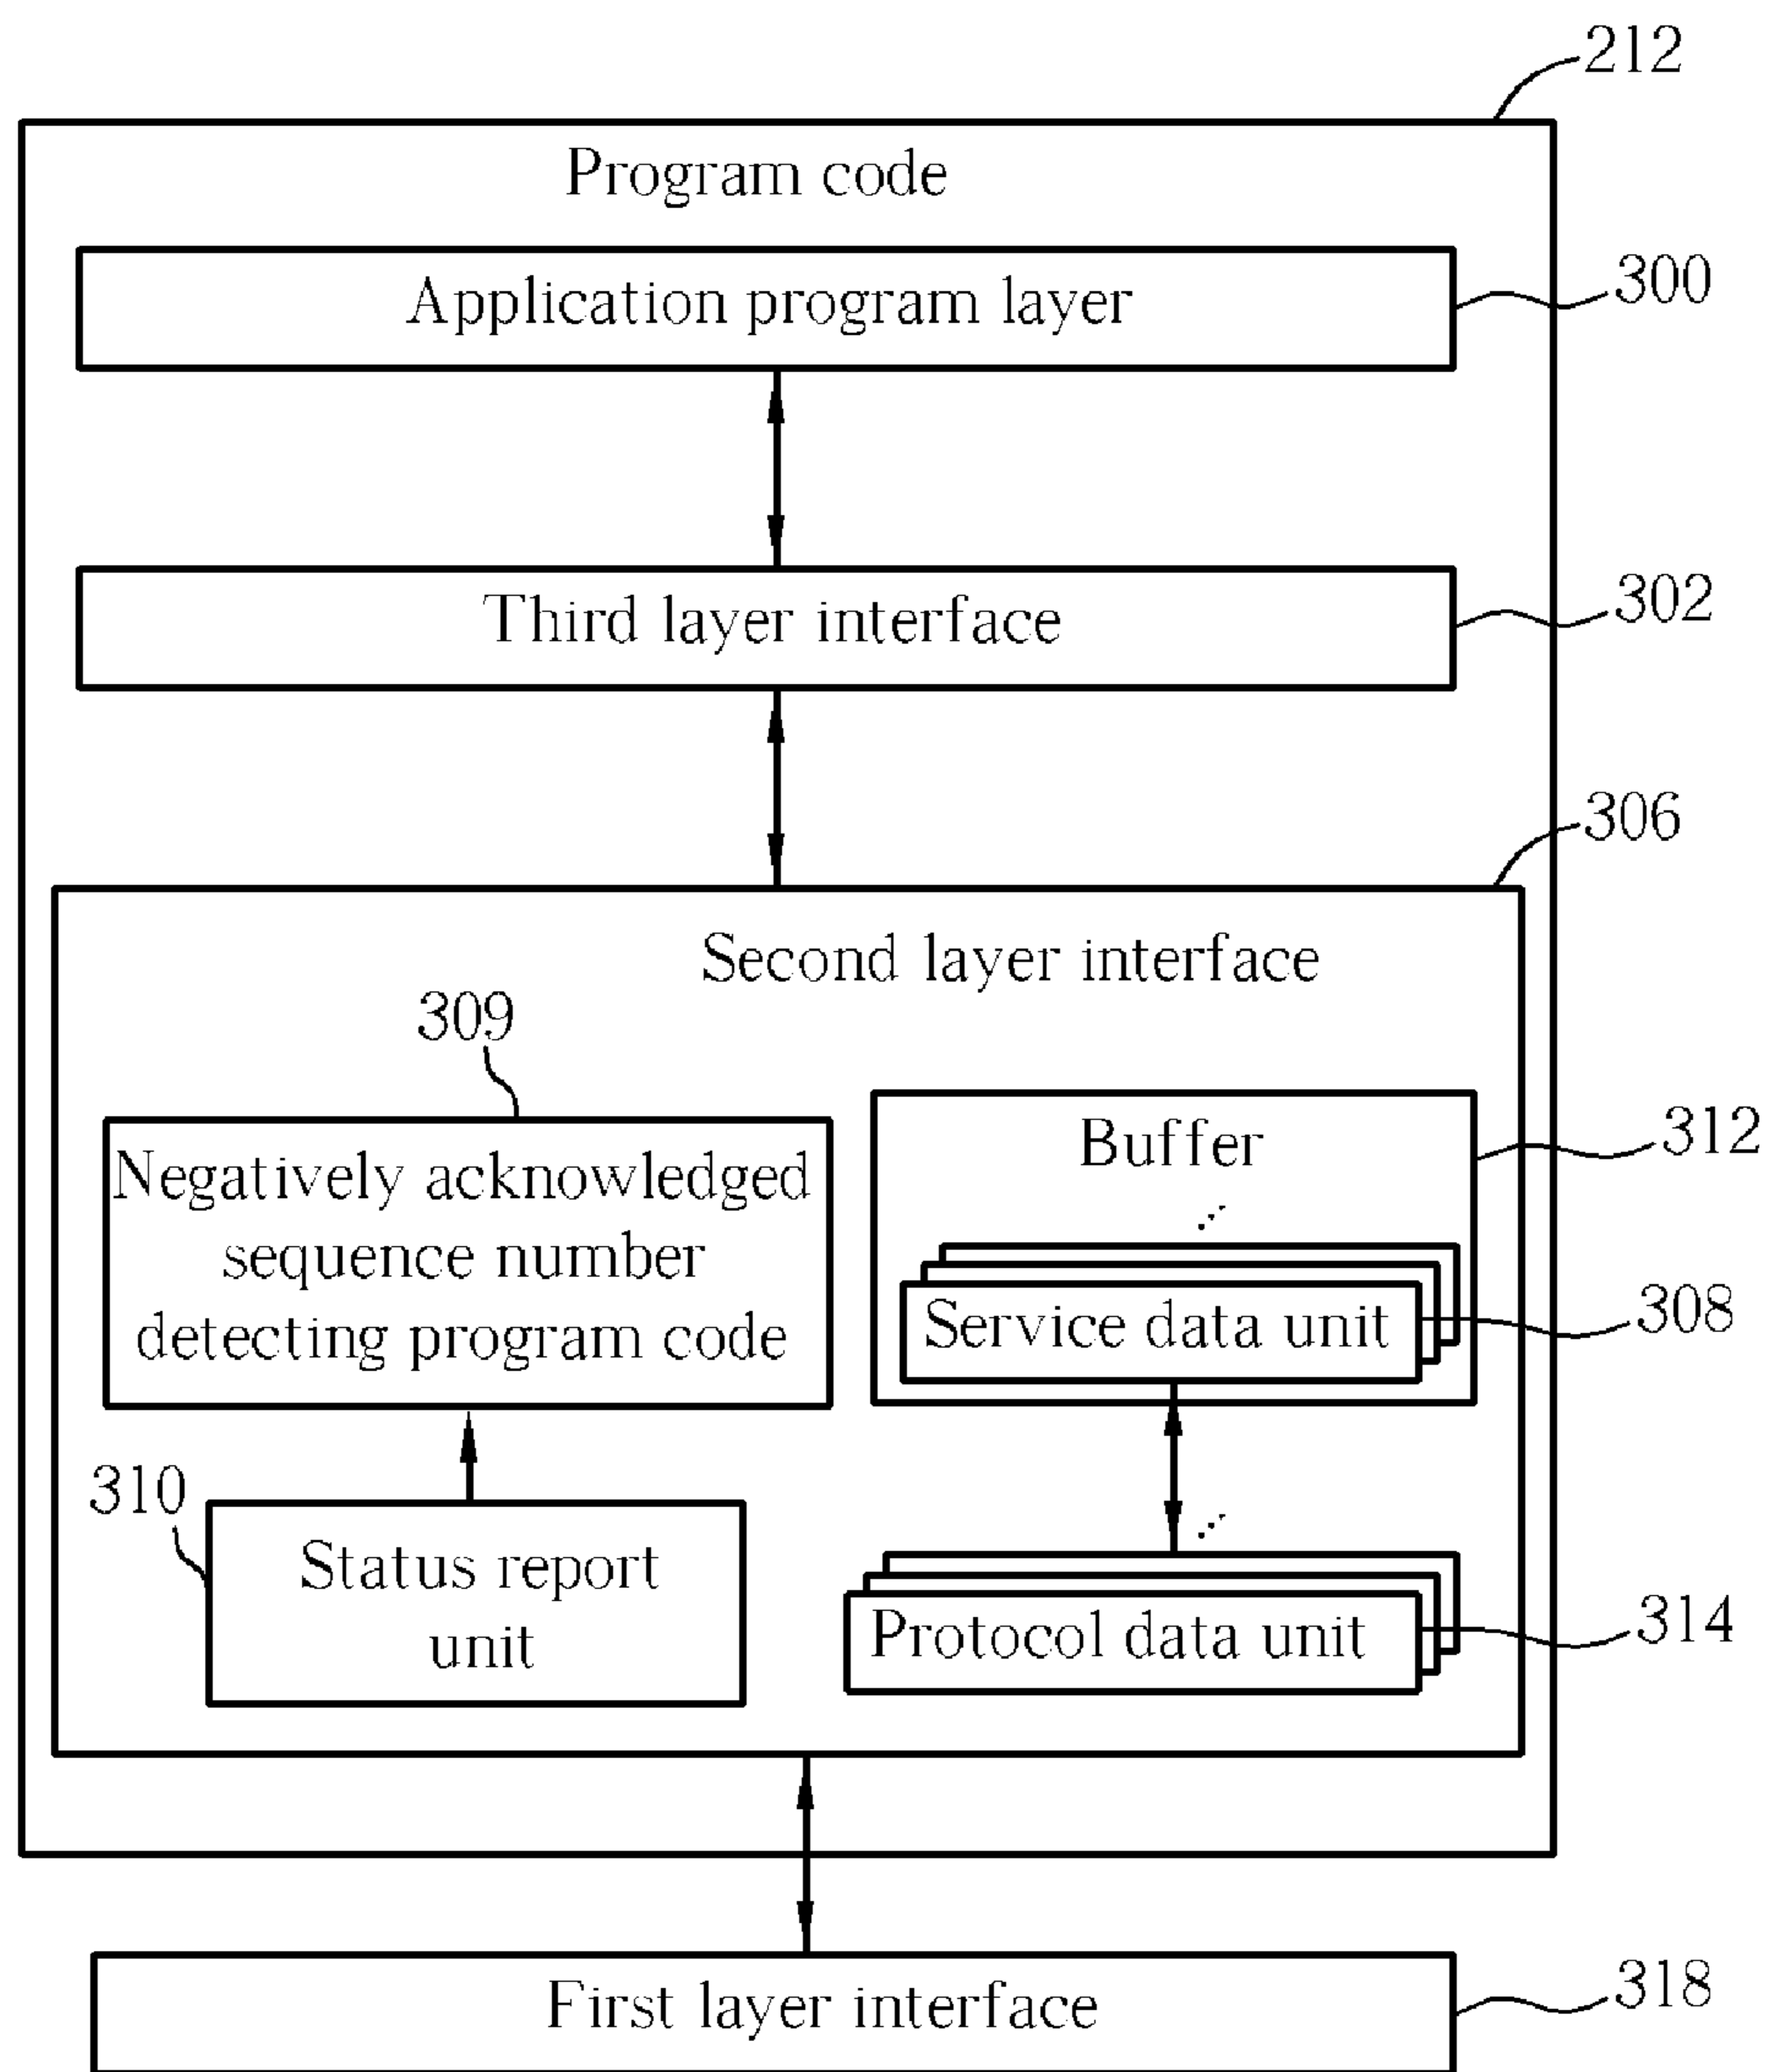 212
Program code
Application program layer
300
Third layer interface
302
306
Second layer interface
309
Negatively acknowledged
sequence number
detecting program code
Buffer
312
Service data unit
308
310
Status report
unit
Protocol data unit
314
First layer interface
318